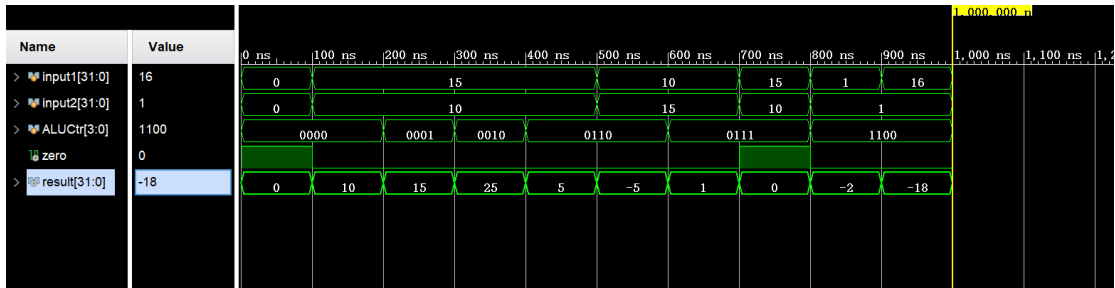 1,000.000 n
Name Value
0 ns 100 ns 200 ns 300 ns 400 ns 500 ns 600 ns 700 ns 800 ns 900 ns 1,000 ns 1,100 ns 1,2
input1[31:0] 16 0 15 10 15 1 16
input2[31:0] 1 0 10 15 10 1
ALUCtr[3:0] 1100 0000 0001 0010 0110 0111 1100
zero 0
result[31:0] -18 0 10 15 25 5 -5 1 0 -2 -18